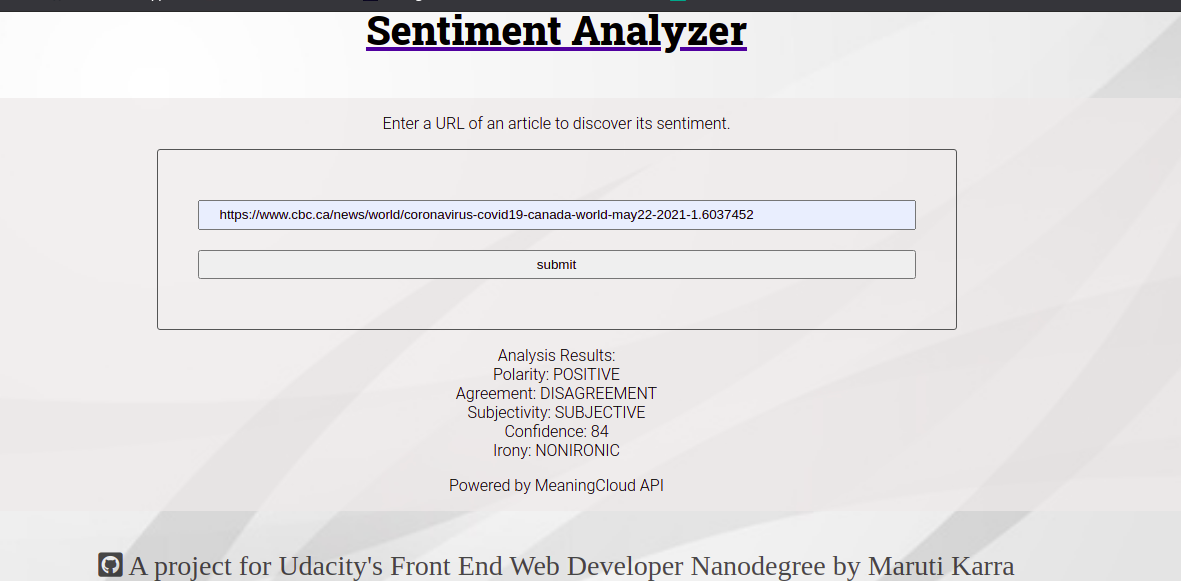 Sentiment Analyzer
Enter a URL of an article to discover its sentiment.
https://www.cbc.ca/news/world/coronavirus-covid19-canada-world-may22-2021-1.6037452
submit
Analysis Results:
Polarity: POSITIVE
Agreement: DISAGREEMENT
Subjectivity: SUBJECTIVE
Confidence: 84
Irony: NONIRONIC
Powered by MeaningCloud API
A project for Udacity's Front End Web Developer Nanodegree by Maruti Karra